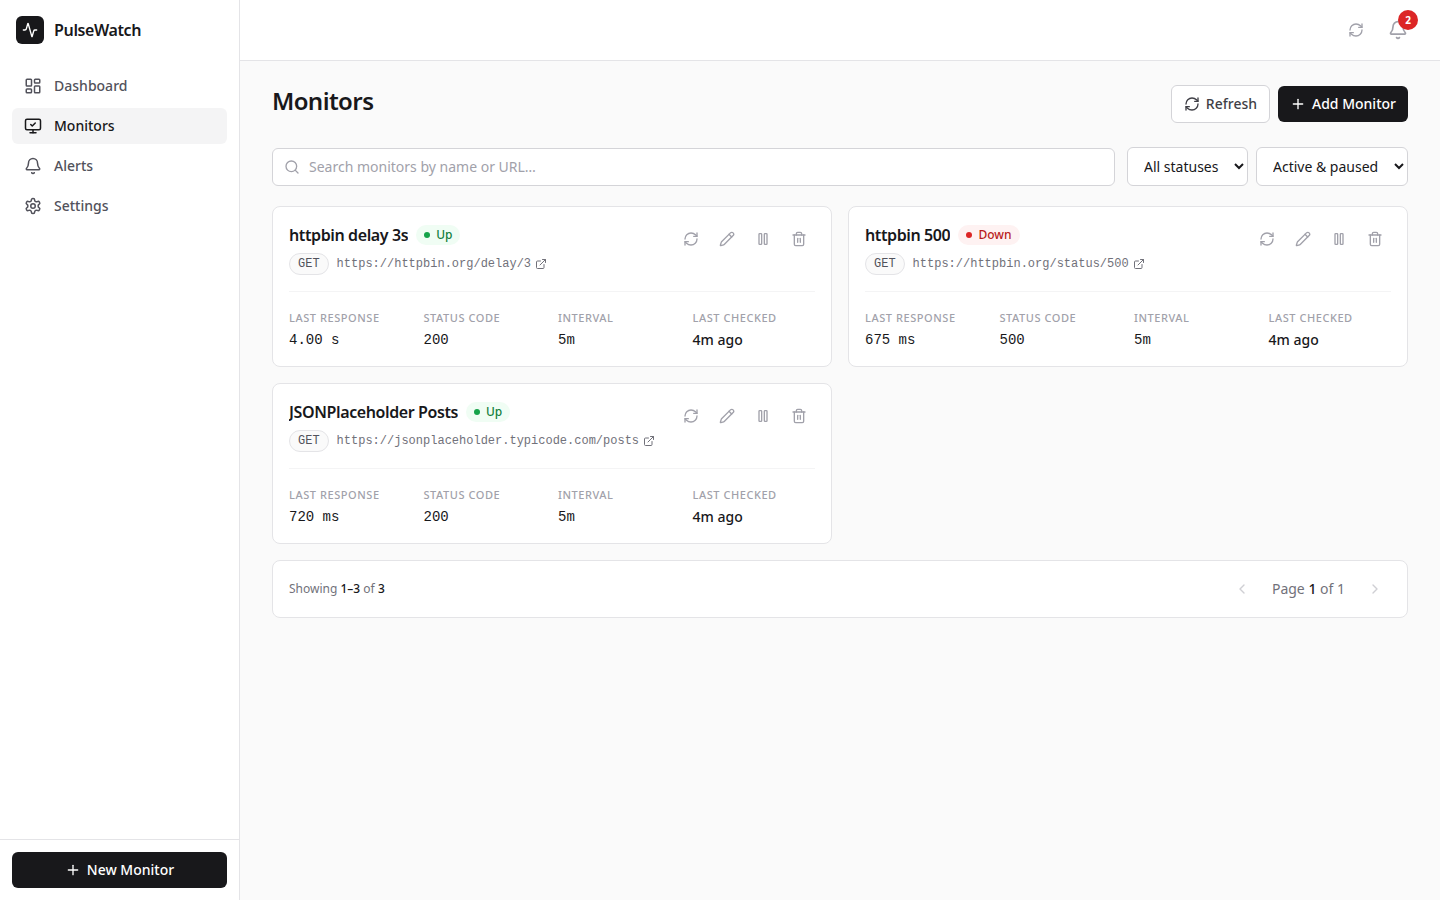 PulseWatch
2
Dashboard
Monitors
Alerts
Settings
New Monitor
Monitors
Refresh
Add Monitor
Search monitors by name or URL...
All statuses
Active & paused
httpbin delay 3s
Up
GET
https://httpbin.org/delay/3
LAST RESPONSE
STATUS CODE
INTERVAL
LAST CHECKED
4.00 s
200
5m
4m ago
httpbin 500
Down
GET
https://httpbin.org/status/500
LAST RESPONSE
STATUS CODE
INTERVAL
LAST CHECKED
675 ms
500
5m
4m ago
JSONPlaceholder Posts
Up
GET
https://jsonplaceholder.typicode.com/posts
LAST RESPONSE
STATUS CODE
INTERVAL
LAST CHECKED
720 ms
200
5m
4m ago
Showing 1–3 of 3
Page 1 of 1